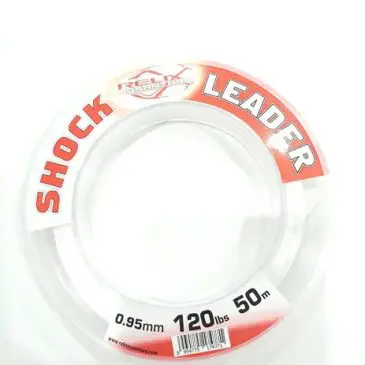 SHOCK
RELIX
LEADER
0.95mm 120lbs 50m